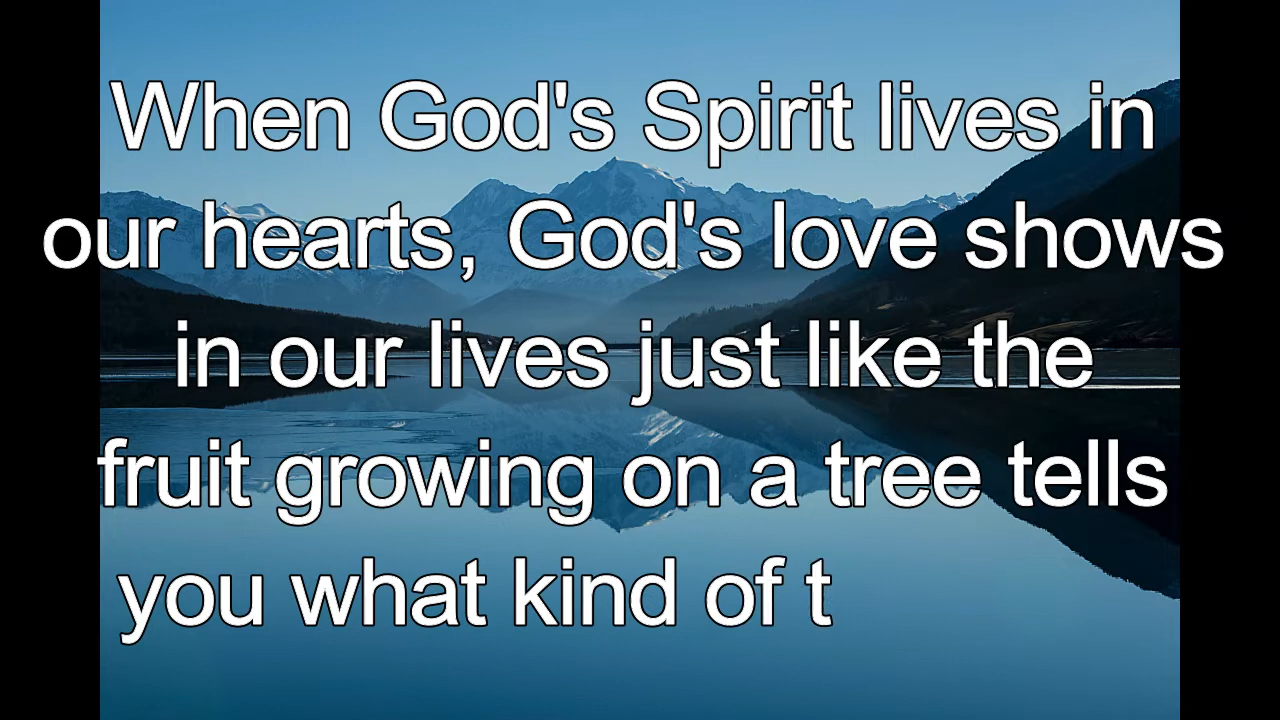 When God's Spirit lives in
our hearts, God's love shows
in our lives just like the
fruit growing on a tree tells
you what kind of t